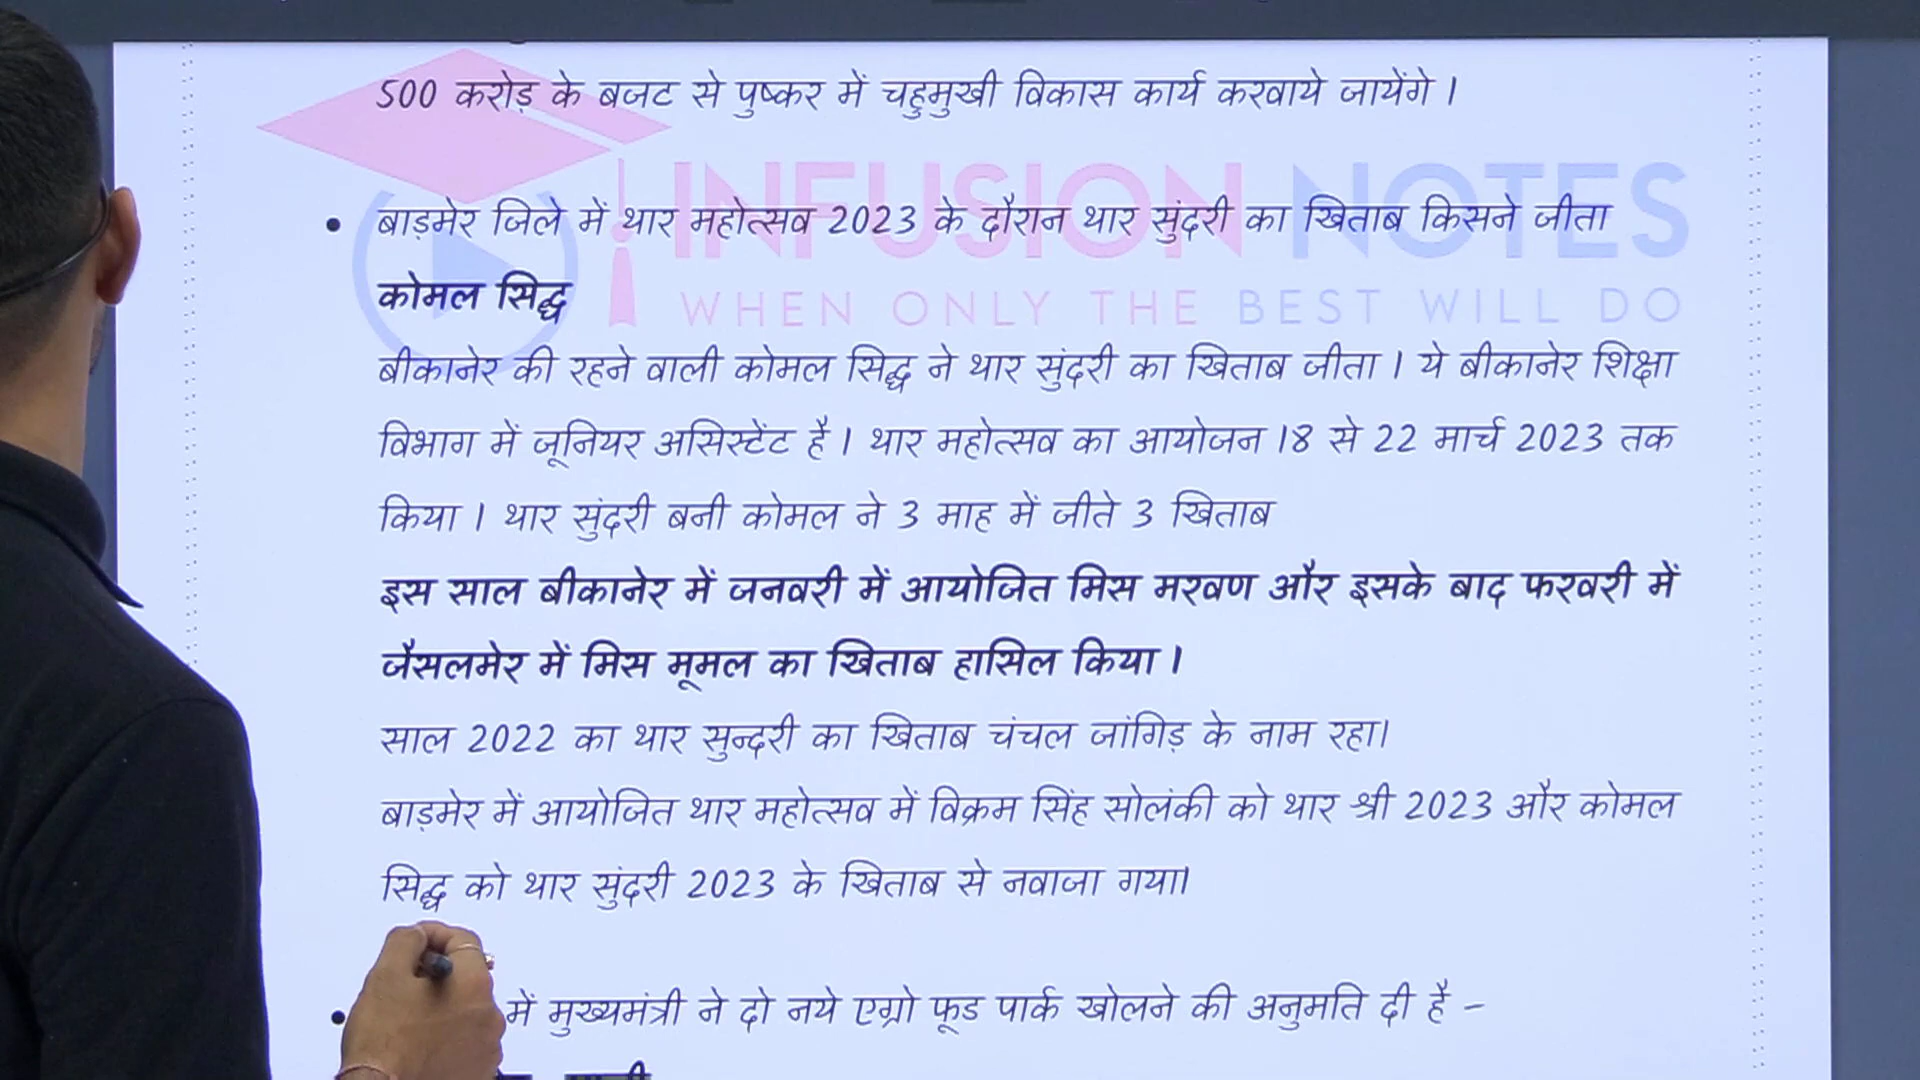 500 करोड़ के बजट से पुष्कर में चहुमुखी विकास कार्य करवाये जायेंगे ।
INFUSION NOTES
WHEN ONLY THE BEST WILL DO
• बाड़मेर जिले में थार महोत्सव 2023 के दौरान थार सुंदरी का खिताब किसने जीता
कोमल सिद्ध
बीकानेर की रहने वाली कोमल सिद्ध ने थार सुंदरी का खिताब जीता । ये बीकानेर शिक्षा
विभाग में जूनियर असिस्टेंट है । थार महोत्सव का आयोजन 18 से 22 मार्च 2023 तक
किया । थार सुंदरी बनी कोमल ने 3 माह में जीते 3 खिताब
इस साल बीकानेर में जनवरी में आयोजित मिस मरवण और इसके बाद फरवरी में
जैसलमेर में मिस मूमल का खिताब हासिल किया ।
साल 2022 का थार सुन्दरी का खिताब चंचल जांगिड़ के नाम रहा।
बाड़मेर में आयोजित थार महोत्सव में विक्रम सिंह सोलंकी को थार श्री 2023 और कोमल
सिद्ध को थार सुंदरी 2023 के खिताब से नवाजा गया।
• में मुख्यमंत्री ने दो नये एग्रो फूड पार्क खोलने की अनुमति दी है –